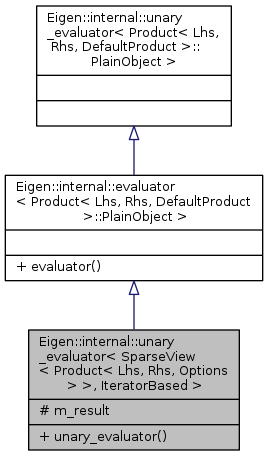 Eigen::internal::unary
_evaluator< Product< Lhs,
Rhs, DefaultProduct >::
PlainObject >
Eigen::internal::evaluator
< Product< Lhs, Rhs, DefaultProduct
>::PlainObject >
+ evaluator()
Eigen::internal::unary
_evaluator< SparseView
< Product< Lhs, Rhs, Options
> >, IteratorBased >
# m_result
+ unary_evaluator()